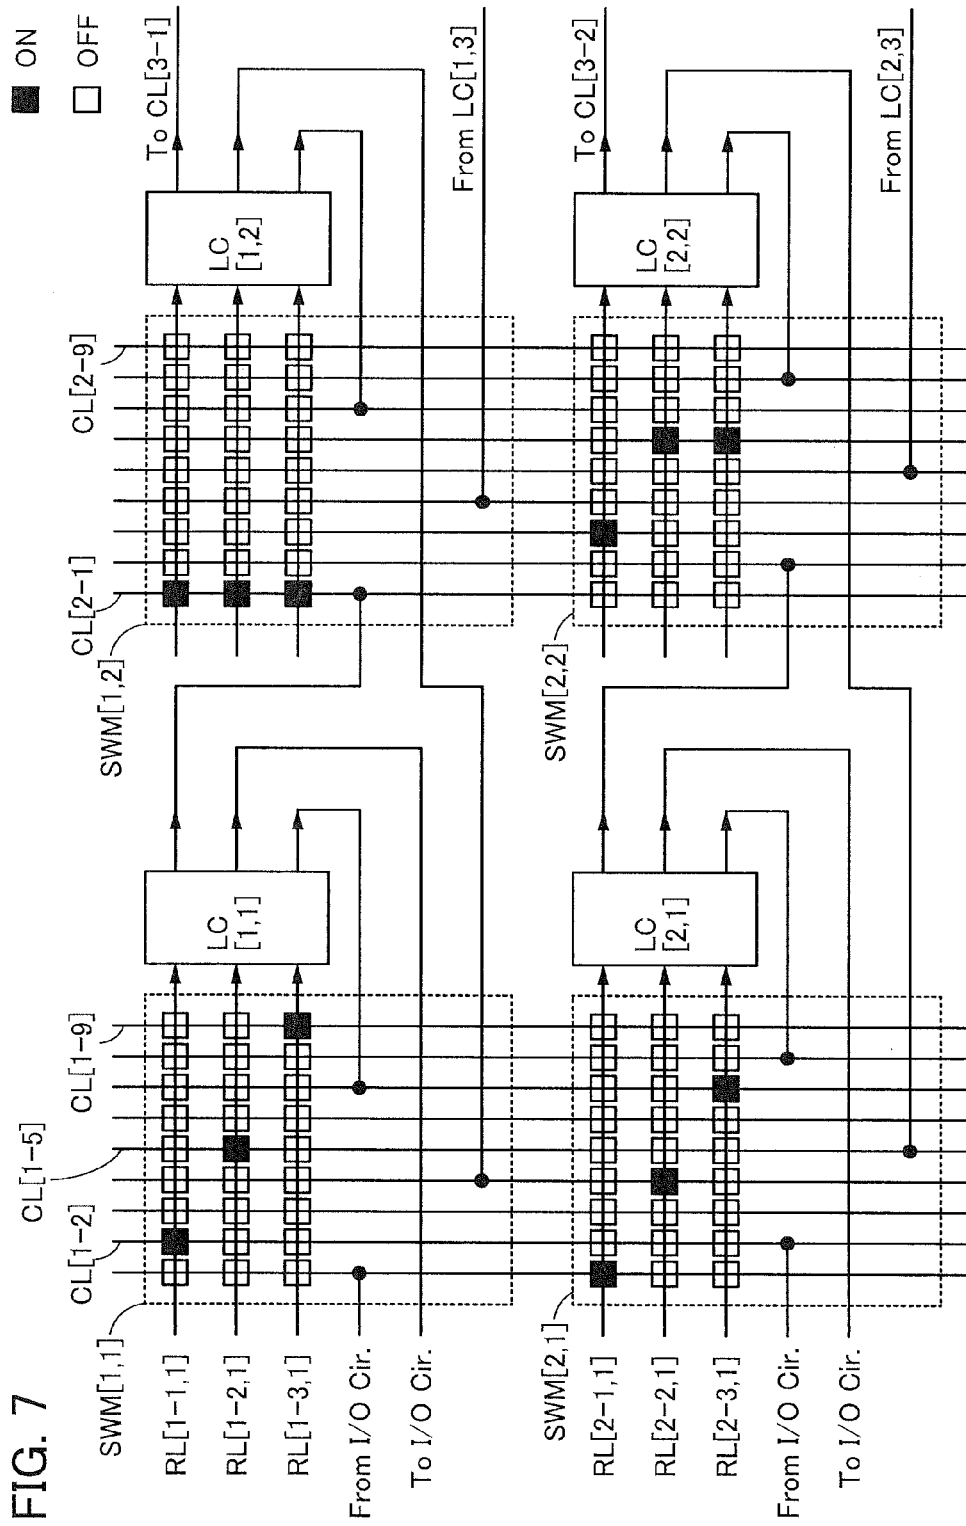 FIG. 7
ON
OFF
CL[1-2]
CL[1-5]
CL[1-9]
CL[2-1]
CL[2-9]
SWM[1,1]
SWM[1,2]
RL[1-1,1]
RL[1-2,1]
RL[1-3,1]
From I/O Cir.
To I/O Cir.
LC
[1,1]
LC
[1,2]
To CL[3-1]
From LC[1,3]
SWM[2,1]
SWM[2,2]
RL[2-1,1]
RL[2-2,1]
RL[2-3,1]
From I/O Cir.
To I/O Cir.
LC
[2,1]
LC
[2,2]
To CL[3-2]
From LC[2,3]